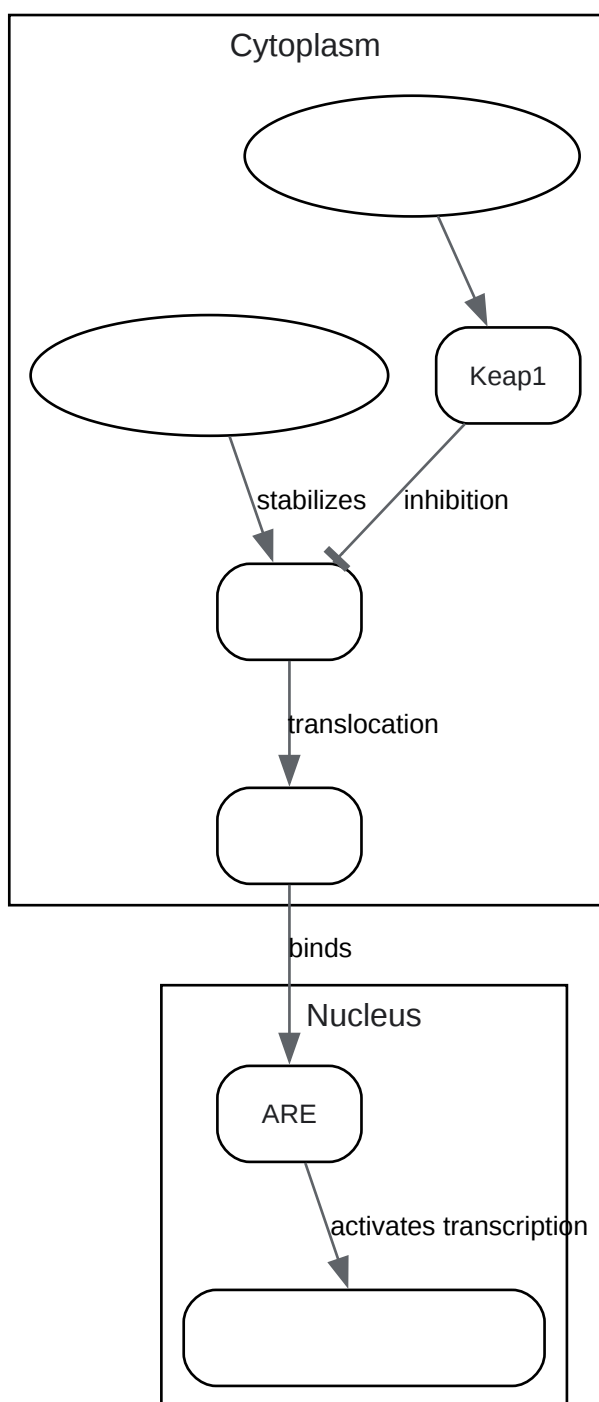 Cytoplasm
Keap1
stabilizes
inhibition
translocation
binds
Nucleus
ARE
activates transcription